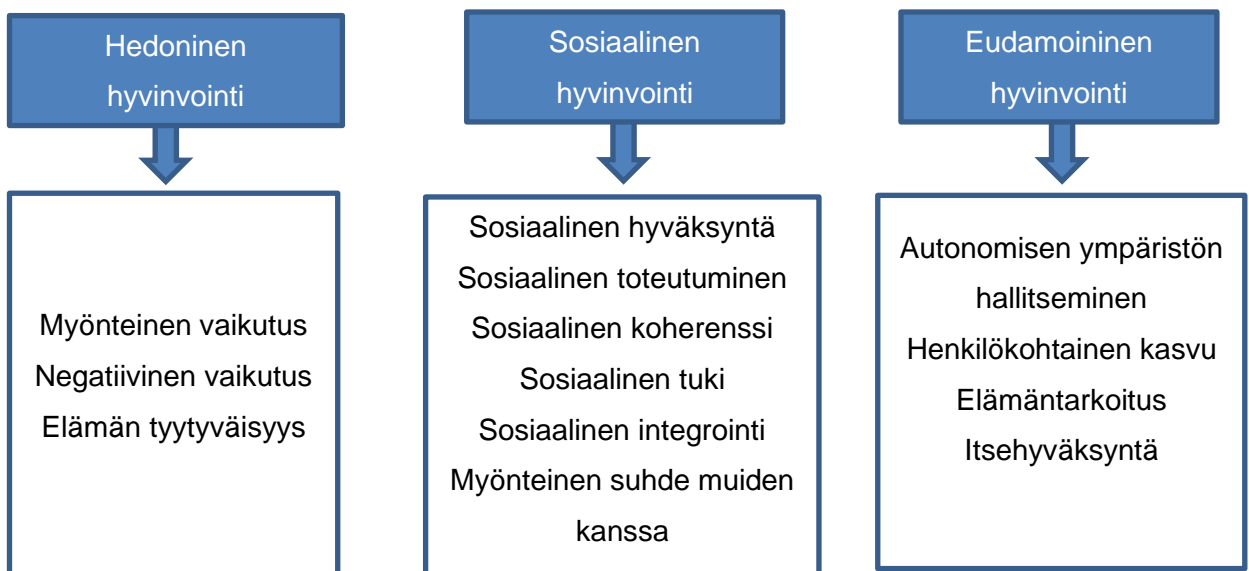 Hedoninen
hyvinvointi
Sosiaalinen
hyvinvointi
Eudamoininen
hyvinvointi
Myönteinen vaikutus
Negatiivinen vaikutus
Elämän tyytyväisyys
Sosiaalinen hyväksyntä
Sosiaalinen toteutuminen
Sosiaalinen koherenssi
Sosiaalinen tuki
Sosiaalinen integrointi
Myönteinen suhde muiden
kanssa
Autonomisen ympäristön
hallitseminen
Henkilökohtainen kasvu
Elämäntarkoitus
Itsehyväksyntä